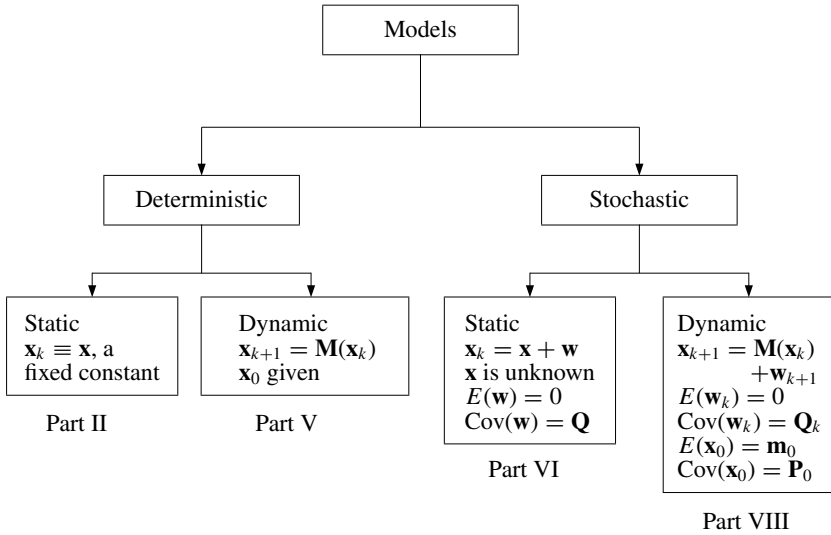 Models
Deterministic
Stochastic
Static
𝐱ₖ ≡ 𝐱, a
fixed constant
Part II
Dynamic
𝐱ₖ₊₁ = 𝐌(𝐱ₖ)
𝐱₀ given
Part V
Static
𝐱ₖ = 𝐱 + 𝐰
𝐱 is unknown
E(𝐰) = 0
Cov(𝐰) = 𝐐
Part VI
Dynamic
𝐱ₖ₊₁ = 𝐌(𝐱ₖ)
+𝐰ₖ₊₁
E(𝐰ₖ) = 0
Cov(𝐰ₖ) = 𝐐ₖ
E(𝐱₀) = 𝐦₀
Cov(𝐱₀) = 𝐏₀
Part VIII